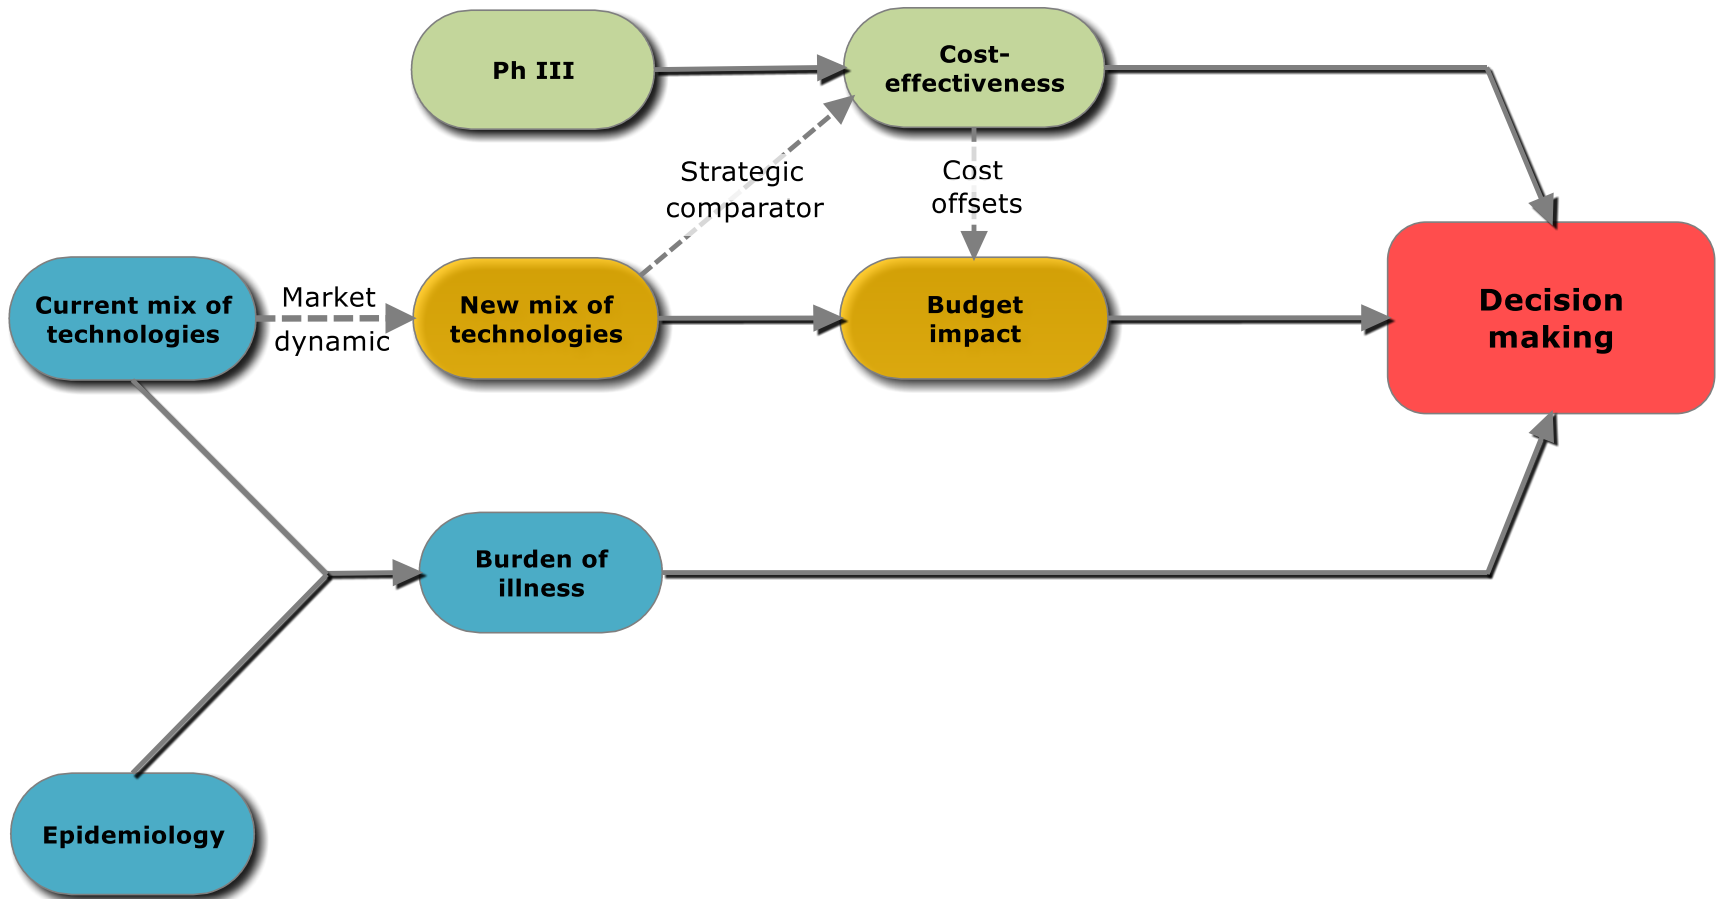 Ph III
Cost-
effectiveness
Strategic
comparator
Cost
offsets
Current mix of
technologies
Market
dynamic
New mix of
technologies
Budget
impact
Decision
making
Burden of
illness
Epidemiology